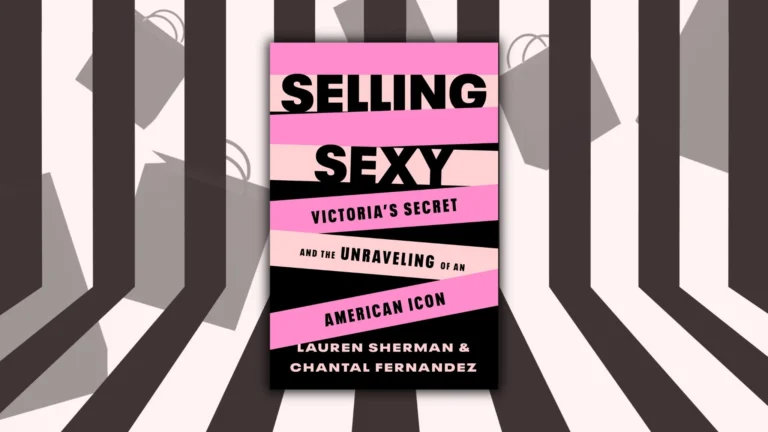 SELLING
SEXY
VICTORIA'S SECRET
AND THE UNRAVELING OF AN
AMERICAN ICON
LAUREN SHERMAN &
CHANTAL FERNANDEZ